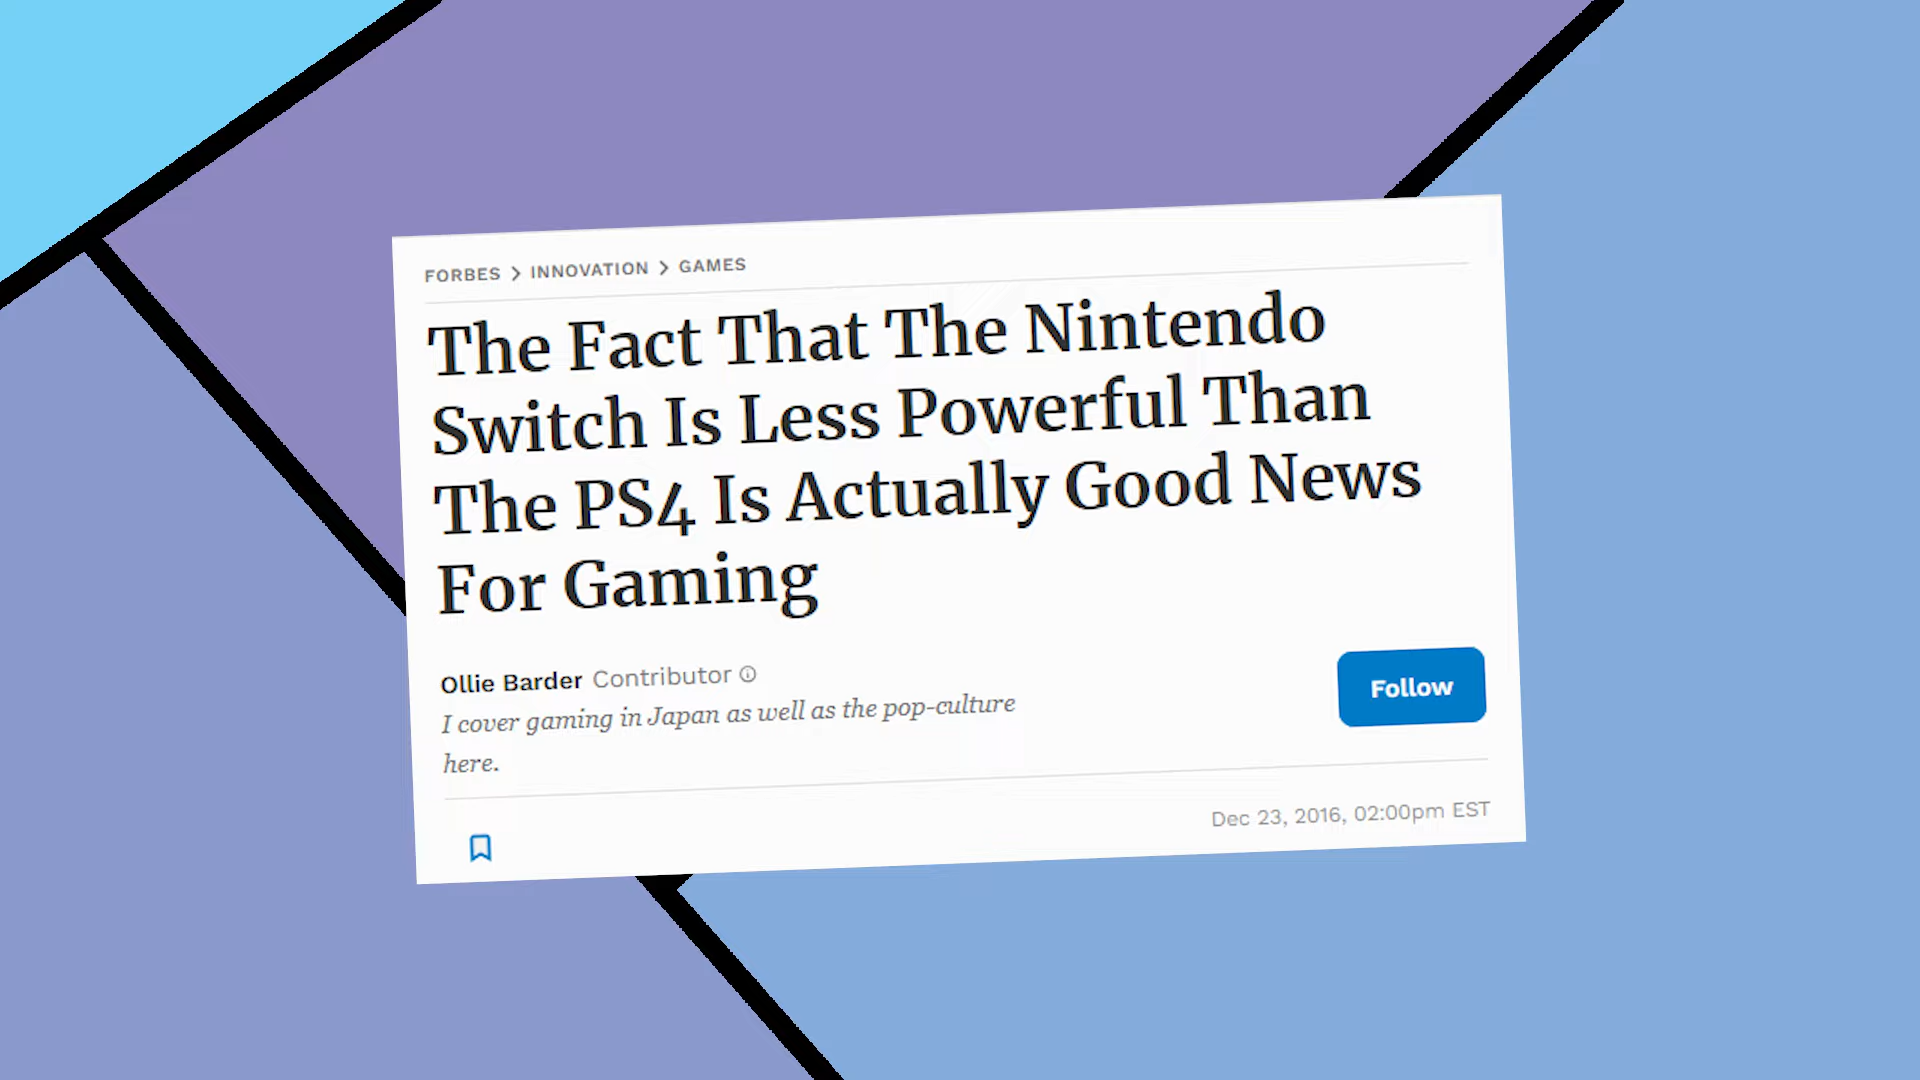 FORBES > INNOVATION > GAMES
The Fact That The Nintendo
Switch Is Less Powerful Than
The PS4 Is Actually Good News
For Gaming
Ollie Barder Contributor
I cover gaming in Japan as well as the pop-culture
here.
Follow
Dec 23, 2016, 02:00pm EST